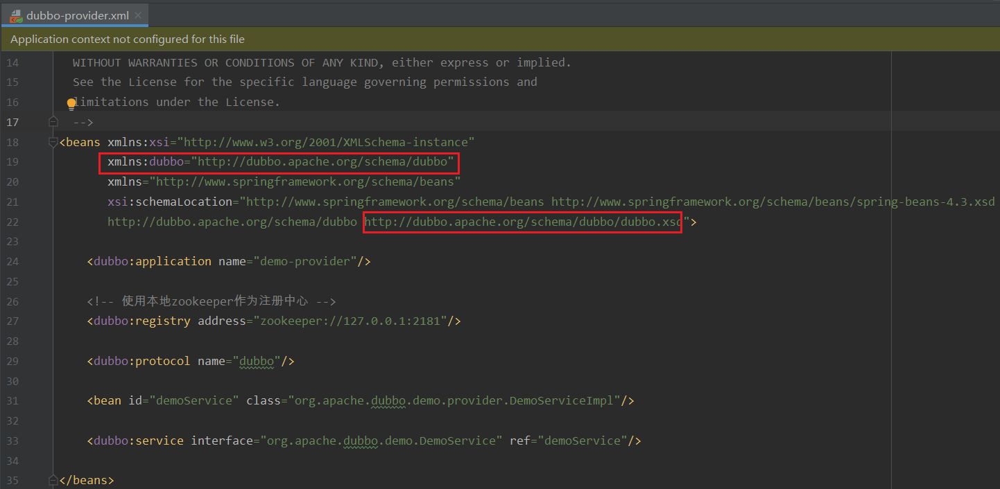 dubbo-provider.xml
Application context not configured for this file
14 WITHOUT WARRANTIES OR CONDITIONS OF ANY KIND, either express or implied.
15 See the License for the specific language governing permissions and
16 limitations under the License.
17 -->
18 <beans xmlns:xsi="http://www.w3.org/2001/XMLSchema-instance"
19 xmlns:dubbo="http://dubbo.apache.org/schema/dubbo"
20 xmlns="http://www.springframework.org/schema/beans"
21 xsi:schemaLocation="http://www.springframework.org/schema/beans http://www.springframework.org/schema/beans/spring-beans-4.3.xsd
22 http://dubbo.apache.org/schema/dubbo http://dubbo.apache.org/schema/dubbo/dubbo.xsd">
23
24 <dubbo:application name="demo-provider"/>
25
26 <!-- 使用本地zookeeper作为注册中心 -->
27 <dubbo:registry address="zookeeper://127.0.0.1:2181"/>
28
29 <dubbo:protocol name="dubbo"/>
30
31 <bean id="demoService" class="org.apache.dubbo.demo.provider.DemoServiceImpl"/>
32
33 <dubbo:service interface="org.apache.dubbo.demo.DemoService" ref="demoService"/>
34
35 </beans>